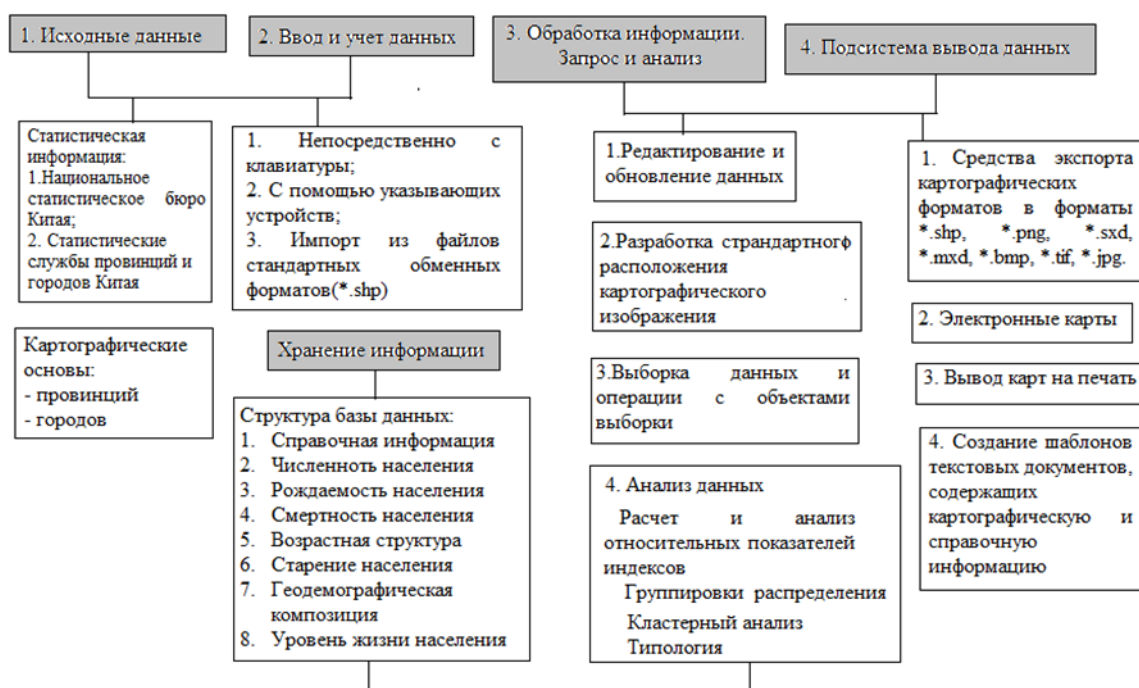 1. Исходные данные
2. Ввод и учет данных
3. Обработка информации.
Запрос и анализ
4. Подсистема вывода данных
Статистическая
информация:
1.Национальное
статистическое бюро
Китая;
2. Статистические
службы провинций и
городов Китая
Картографические
основы:
- провинций
- городов
1. Непосредственно с
клавиатуры;
2. С помощью указывающих
устройств;
3. Импорт из файлов
стандартных обменных
форматов(*.shp)
Хранение информации
Структура базы данных:
1. Справочная информация
2. Численноть населения
3. Рождаемость населения
4. Смертность населения
5. Возрастная структура
6. Старение населения
7. Геодемографическая
композиция
8. Уровень жизни населения
1.Редактирование и
обновление данных
2.Разработка страндартного
расположения
картографического
изображения
3.Выборка данных и
операции с объектами
выборки
4. Анализ данных
Расчет и анализ
относительных показателей
индексов
Группировки распределения
Кластерный анализ
Типология
1. Средства экспорта
картографических
форматов в форматы
*.shp, *.png, *.sxd,
*.mxd, *.bmp, *.tif, *.jpg.
2. Электронные карты
3. Вывод карт на печать
4. Создание шаблонов
текстовых документов,
содержащих
картографическую и
справочную
информацию